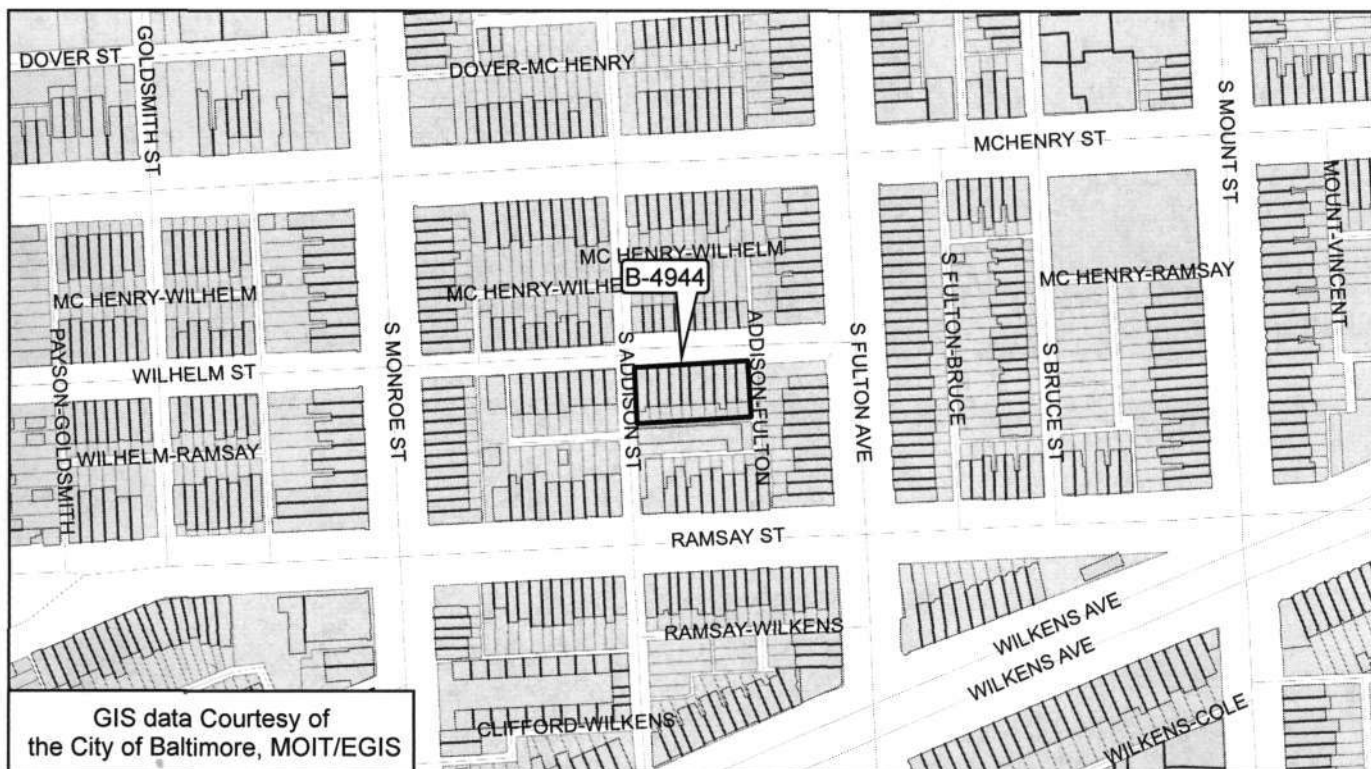 DOVER ST
GOLDSMITH ST
DOVER-MC HENRY
MCHENRY ST
S MOUNT ST
MOUNT-VINCENT
MC HENRY-WILHELM
MC HENRY-WILHE
MC HENRY-WILHELM
B-4944
S FULTON-BRUCE
MC HENRY-RAMSAY
PAYSON-GOLDSMITH
WILHELM ST
S MONROE ST
S ADDISON ST
ADDISON-FULTON
S FULTON AVE
S BRUCE ST
WILHELM-RAMSAY
RAMSAY ST
RAMSAY-WILKENS
WILKENS AVE
WILKENS AVE
CLIFFORD-WILKENS
WILKENS-COLE
GIS data Courtesy of
the City of Baltimore, MOIT/EGIS